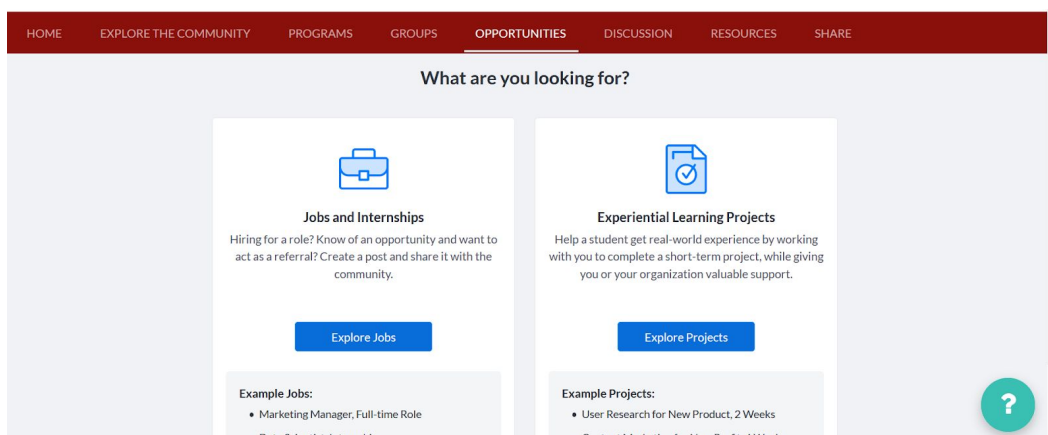 HOME EXPLORE THE COMMUNITY PROGRAMS GROUPS OPPORTUNITIES DISCUSSION RESOURCES SHARE
What are you looking for?
Jobs and Internships
Hiring for a role? Know of an opportunity and want to
act as a referral? Create a post and share it with the
community.
Explore Jobs
Example Jobs:
• Marketing Manager, Full-time Role
Experiential Learning Projects
Help a student get real-world experience by working
with you to complete a short-term project, while giving
you or your organization valuable support.
Explore Projects
Example Projects:
• User Research for New Product, 2 Weeks
?